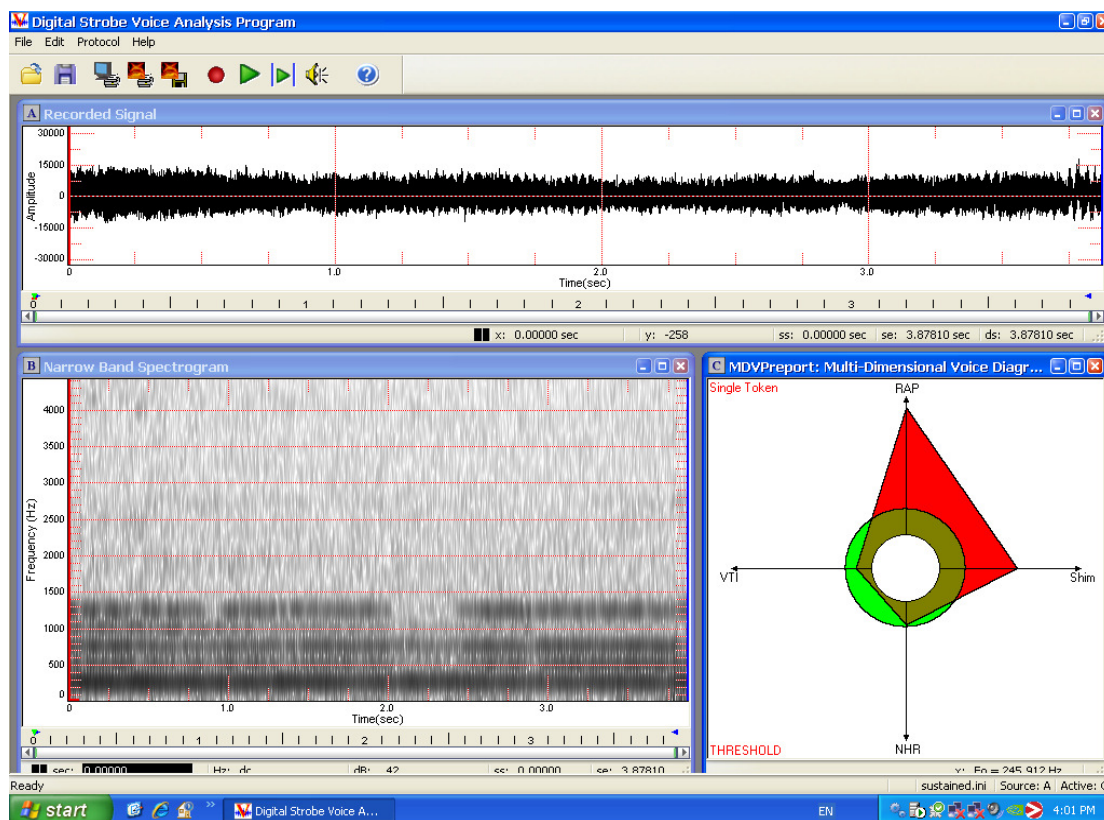 Digital Strobe Voice Analysis Program
File Edit Protocol Help
A Recorded Signal
30000
15000
0
-15000
-30000
Amplitude
0 1.0 2.0 3.0
Time(sec)
0 1 2 3
x: 0.00000 sec y: -258 ss: 0.00000 sec se: 3.87810 sec ds: 3.87810 sec
B Narrow Band Spectrogram
4000
3500
3000
2500
2000
1500
1000
500
0
Frequency (Hz)
0 1.0 2.0 3.0
Time(sec)
0 1 2 3
sec: 0.00000 Hz: dc dB: 42 ss: 0.00000 se: 3.87810
C MDVPreport: Multi-Dimensional Voice Diagr...
Single Token
RAP
VTI
Shim
NHR
THRESHOLD
Fo = 245.912 Hz
Ready
sustained.ini Source: A Active:
start
»
Digital Strobe Voice A...
EN
4:01 PM